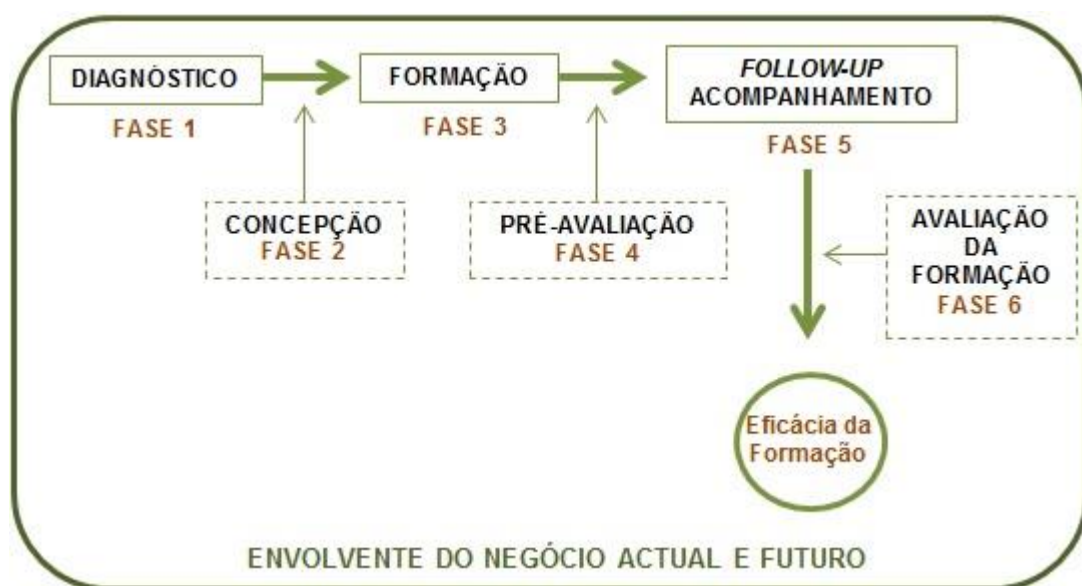 DIAGNÓSTICO
FASE 1
FORMAÇÃO
FASE 3
FOLLOW-UP
ACOMPANHAMENTO
FASE 5
CONCEPÇÃO
FASE 2
PRÉ-AVALIAÇÃO
FASE 4
AVALIAÇÃO
DA
FORMAÇÃO
FASE 6
Eficácia da
Formação
ENVOLVENTE DO NEGÓCIO ACTUAL E FUTURO